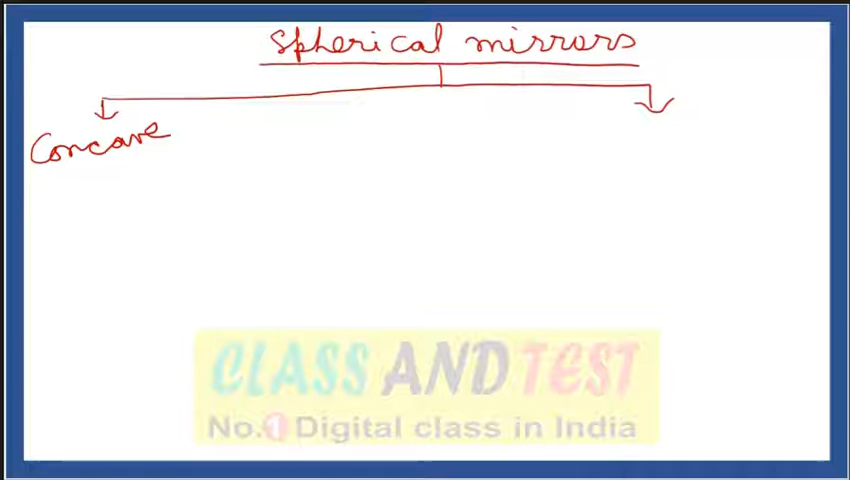 Spherical mirrors
Concave
CLASS AND TEST
No.1 Digital class in India